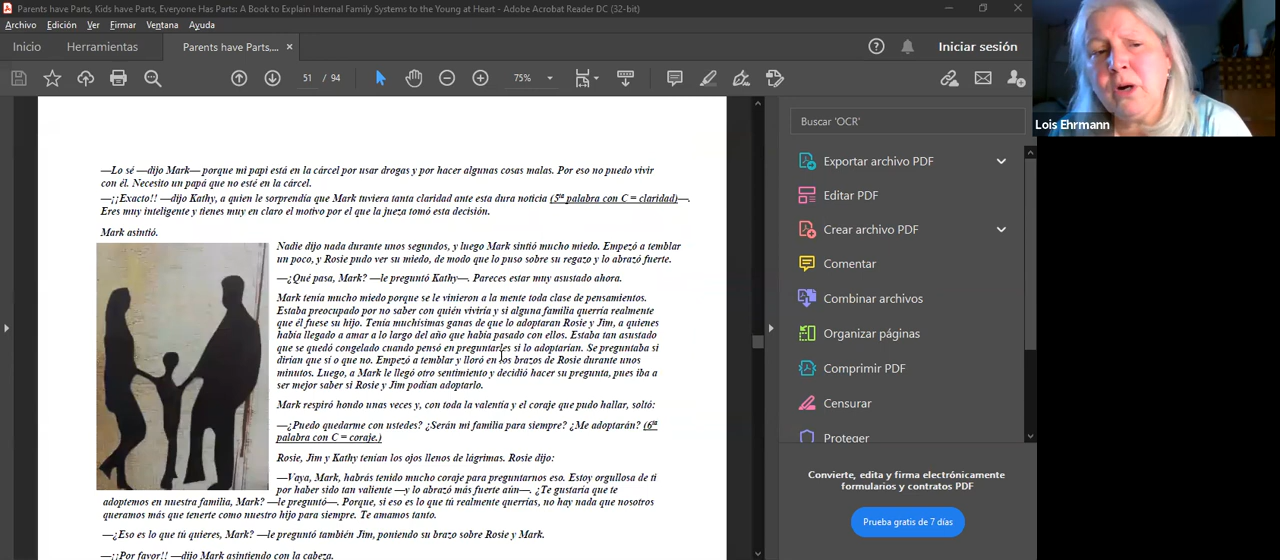 Parents have Parts, Kids have Parts, Everyone Has Parts: A Book to Explain Internal Family Systems to the Young at Heart - Adobe Acrobat Reader DC (32-bit)
Archivo Edición Ver Firmar Ventana Ayuda
Inicio Herramientas Parents have Parts,... × Iniciar sesión
51 / 94 75%
Lois Ehrmann
—Lo sé —dijo Mark— porque mi papi está en la cárcel por usar drogas y por hacer algunas cosas malas. Por eso no puedo vivir
con él. Necesito un papá que no esté en la cárcel.
—¡¡Exacto!! —dijo Kathy, a quien le sorprendía que Mark tuviera tanta claridad ante esta dura noticia (5ta palabra con C = claridad)—.
Eres muy inteligente y tienes muy en claro el motivo por el que la jueza tomó esta decisión.
Mark asintió.
Nadie dijo nada durante unos segundos, y luego Mark sintió mucho miedo. Empezó a temblar
un poco, y Rosie pudo ver su miedo, de modo que lo puso sobre su regazo y lo abrazó fuerte.
—¿Qué pasa, Mark? —le preguntó Kathy—. Pareces estar muy asustado ahora.
Mark tenía mucho miedo porque se le vinieron a la mente toda clase de pensamientos.
Estaba preocupado por no saber con quién viviría y si alguna familia querría realmente
que él fuese su hijo. Tenía muchísimas ganas de que lo adoptaran Rosie y Jim, a quienes
había llegado a amar a lo largo del año que había pasado con ellos. Estaba tan asustado
que se quedó congelado cuando pensó en preguntarles si lo adoptarían. Se preguntaba si
dirían que sí o que no. Empezó a temblar y lloró en los brazos de Rosie durante unos
minutos. Luego, a Mark le llegó otro sentimiento y decidió hacer su pregunta, pues iba a
ser mejor saber si Rosie y Jim podían adoptarlo.
Mark respiró hondo unas veces y, con toda la valentía y el coraje que pudo hallar, soltó:
—¿Puedo quedarme con ustedes? ¿Serán mi familia para siempre? ¿Me adoptarán? (6ta
palabra con C = coraje.)
Rosie, Jim y Kathy tenían los ojos llenos de lágrimas. Rosie dijo:
—Vaya, Mark, habrás tenido mucho coraje para preguntarnos eso. Estoy orgullosa de ti
por haber sido tan valiente —y lo abrazó más fuerte aún—. ¿Te gustaría que te
adoptemos en nuestra familia, Mark? —le preguntó—. Porque, si eso es lo que tú realmente querrías, no hay nada que nosotros
queramos más que tenerte como nuestro hijo para siempre. Te amamos tanto.
—¿Eso es lo que tú quieres, Mark? —le preguntó también Jim, poniendo su brazo sobre Rosie y Mark.
—¡¡Por favor!! —dijo Mark asintiendo con la cabeza.
Buscar 'OCR'
Exportar archivo PDF
Editar PDF
Crear archivo PDF
Comentar
Combinar archivos
Organizar páginas
Comprimir PDF
Censurar
Proteger
Convierte, edita y firma electrónicamente
formularios y contratos PDF
Prueba gratis de 7 días